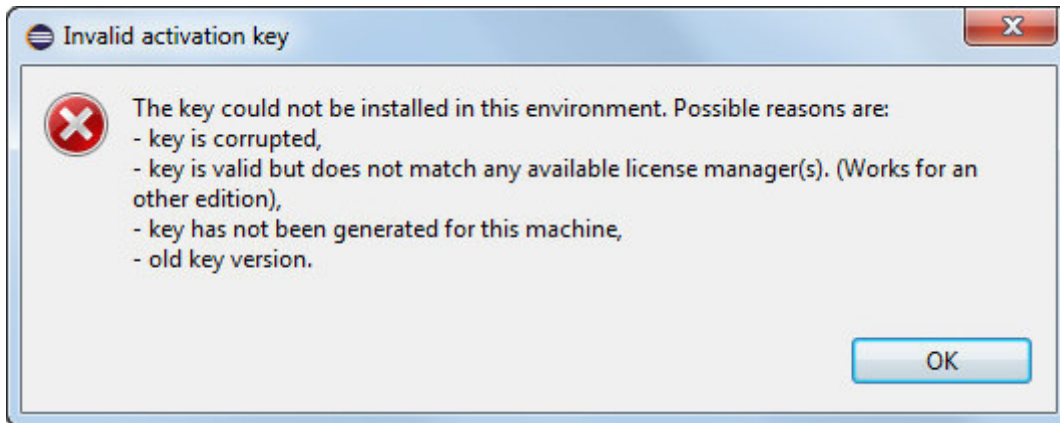 Invalid activation key
The key could not be installed in this environment. Possible reasons are:
- key is corrupted,
- key is valid but does not match any available license manager(s). (Works for an
other edition),
- key has not been generated for this machine,
- old key version.
OK